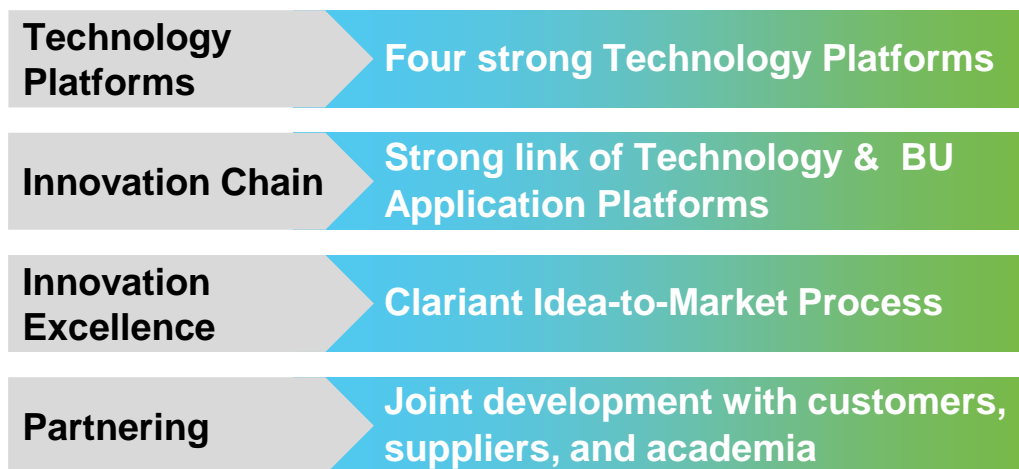 Technology
Platforms
Four strong Technology Platforms
Innovation Chain
Strong link of Technology & BU
Application Platforms
Innovation
Excellence
Clariant Idea-to-Market Process
Partnering
Joint development with customers,
suppliers, and academia